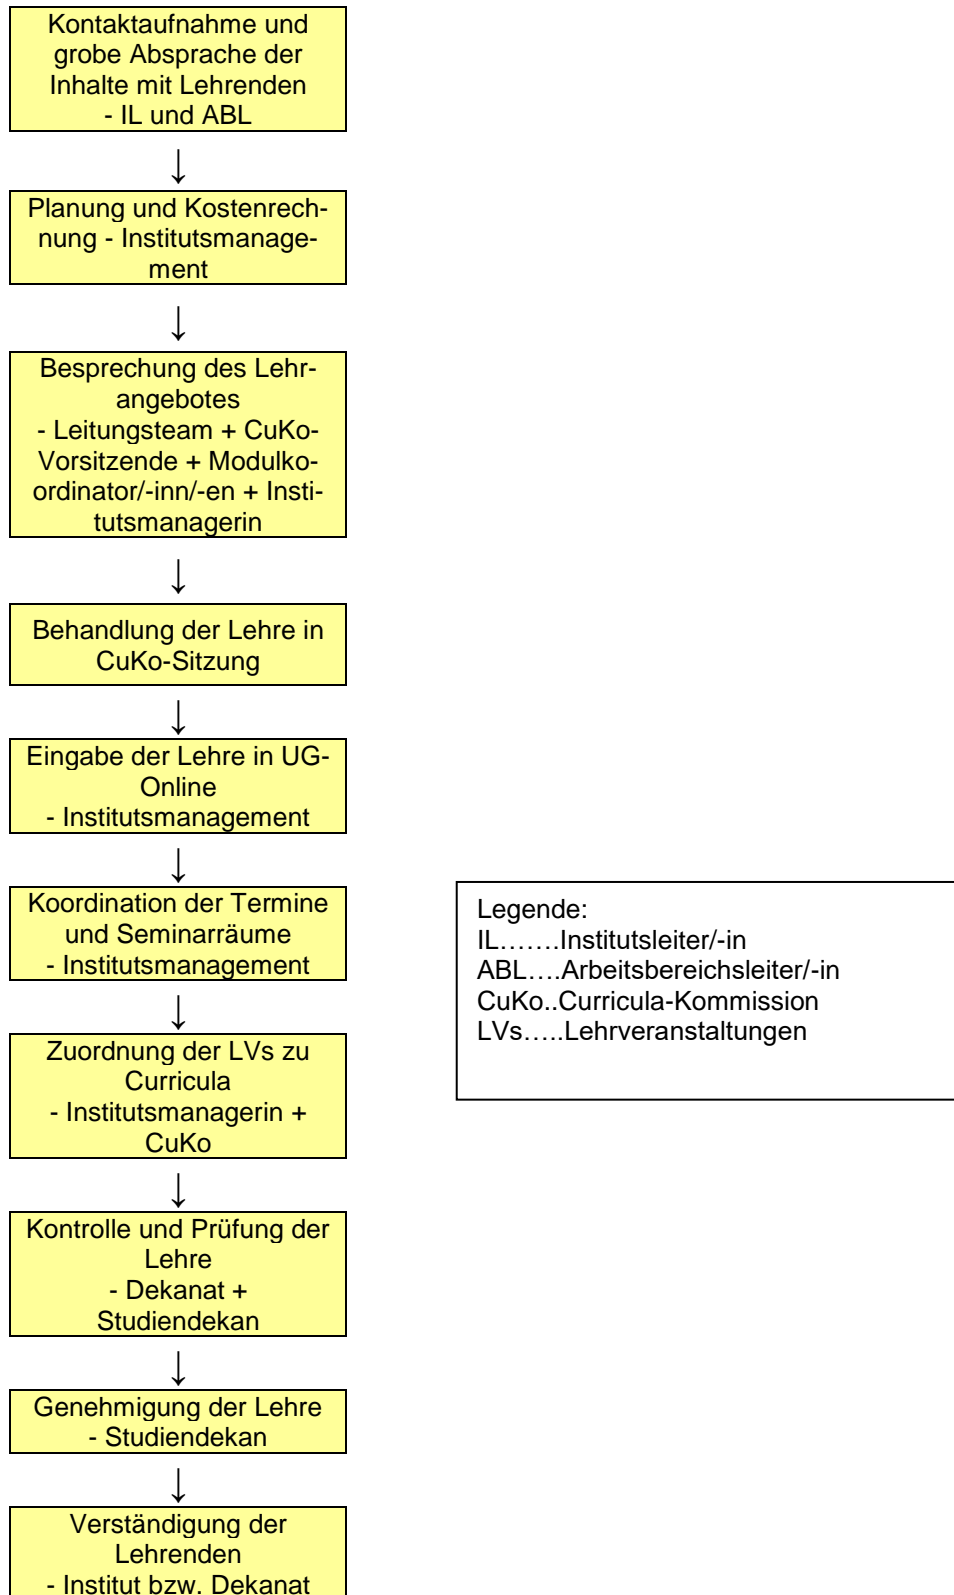 Kontaktaufnahme und
grobe Absprache der
Inhalte mit Lehrenden
- IL und ABL
↓
Planung und Kostenrech-
nung - Institutsmanage-
ment
↓
Besprechung des Lehr-
angebotes
- Leitungsteam + CuKo-
Vorsitzende + Modulko-
ordinator/-inn/-en + Insti-
tutsmanagerin
↓
Behandlung der Lehre in
CuKo-Sitzung
↓
Eingabe der Lehre in UG-
Online
- Institutsmanagement
↓
Koordination der Termine
und Seminarräume
- Institutsmanagement
↓
Zuordnung der LVs zu
Curricula
- Institutsmanagerin +
CuKo
↓
Kontrolle und Prüfung der
Lehre
- Dekanat +
Studiendekan
↓
Genehmigung der Lehre
- Studiendekan
↓
Verständigung der
Lehrenden
- Institut bzw. Dekanat
Legende:
IL…….Institutsleiter/-in
ABL….Arbeitsbereichsleiter/-in
CuKo..Curricula-Kommission
LVs…..Lehrveranstaltungen